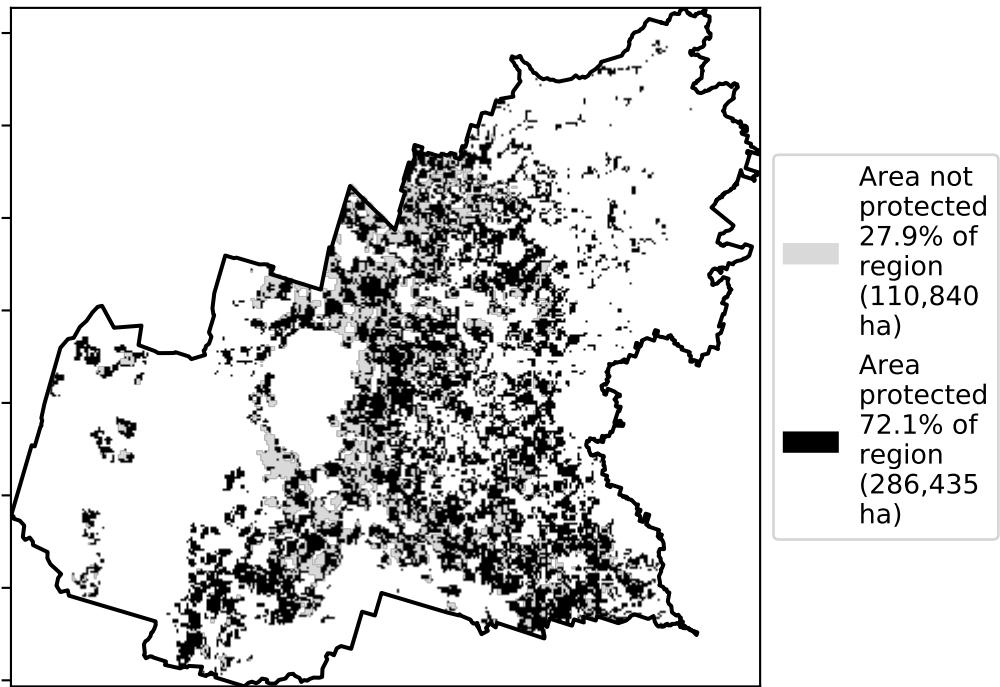 Area not
protected
27.9% of
region
(110,840
ha)
Area
protected
72.1% of
region
(286,435
ha)